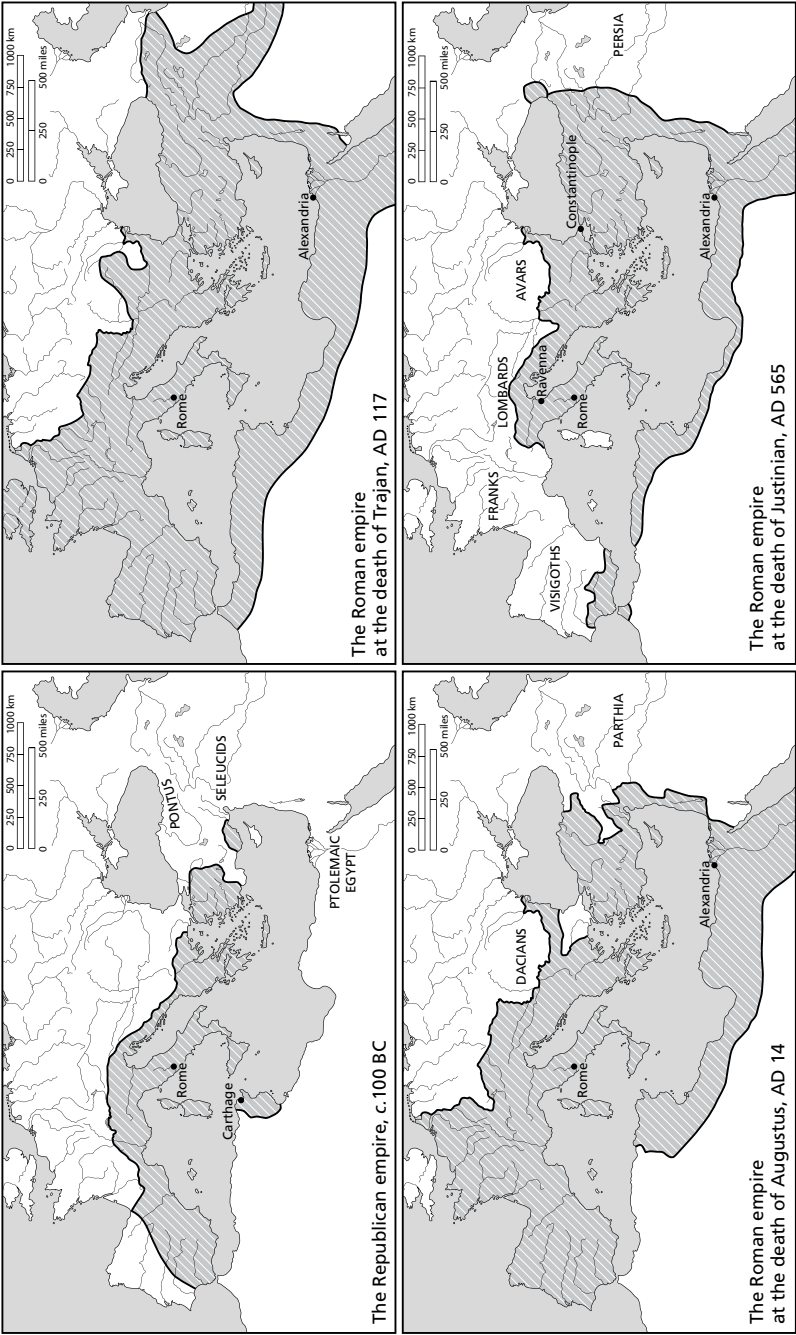 0 250 500 750 1000 km
0 250 500 miles
PONTUS
SELEUCIDS
Rome
Carthage
PTOLEMAIC
EGYPT
The Republican empire, c.100 BC
0 250 500 750 1000 km
0 250 500 miles
Rome
Alexandria
The Roman empire
at the death of Trajan, AD 117
0 250 500 750 1000 km
0 250 500 miles
DACIANS
Rome
PARTHIA
Alexandria
The Roman empire
at the death of Augustus, AD 14
0 250 500 750 1000 km
0 250 500 miles
FRANKS
LOMBARDS
AVARS
Ravenna
VISIGOTHS
Rome
Constantinople
PERSIA
Alexandria
The Roman empire
at the death of Justinian, AD 565